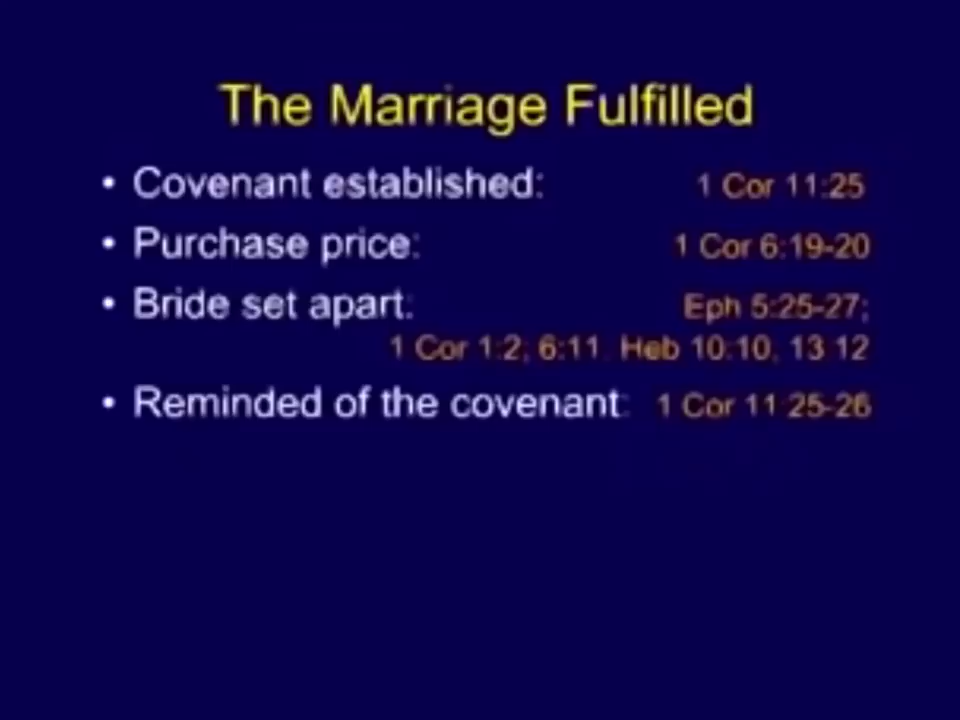 The Marriage Fulfilled
• Covenant established: 1 Cor 11:25
• Purchase price: 1 Cor 6:19-20
• Bride set apart: Eph 5:25-27;
1 Cor 1:2; 6:11. Heb 10:10, 13:12
• Reminded of the covenant: 1 Cor 11:25-26